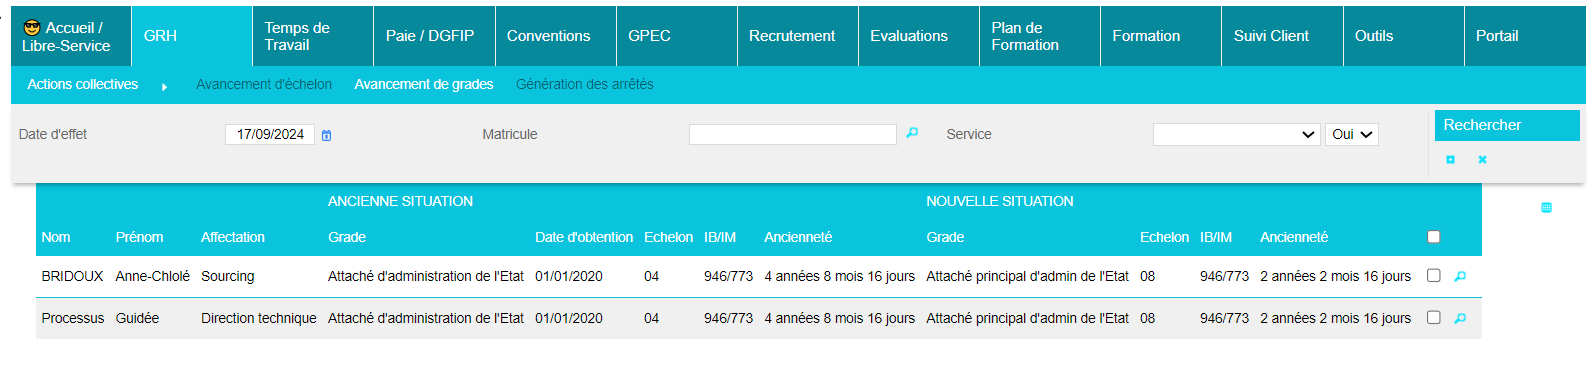 Accueil / Libre-Service
GRH
Temps de Travail
Paie / DGFIP
Conventions
GPEC
Recrutement
Evaluations
Plan de Formation
Formation
Suivi Client
Outils
Portail
Actions collectives Avancement d'échelon Avancement de grades Génération des arrêtés
Date d'effet 17/09/2024 Matricule Service Oui Rechercher
ANCIENNE SITUATION NOUVELLE SITUATION
Nom Prénom Affectation Grade Date d'obtention Echelon IB/IM Ancienneté Grade Echelon IB/IM Ancienneté
BRIDOUX Anne-Chlolé Sourcing Attaché d'administration de l'Etat 01/01/2020 04 946/773 4 années 8 mois 16 jours Attaché principal d'admin de l'Etat 08 946/773 2 années 2 mois 16 jours
Processus Guidée Direction technique Attaché d'administration de l'Etat 01/01/2020 04 946/773 4 années 8 mois 16 jours Attaché principal d'admin de l'Etat 08 946/773 2 années 2 mois 16 jours